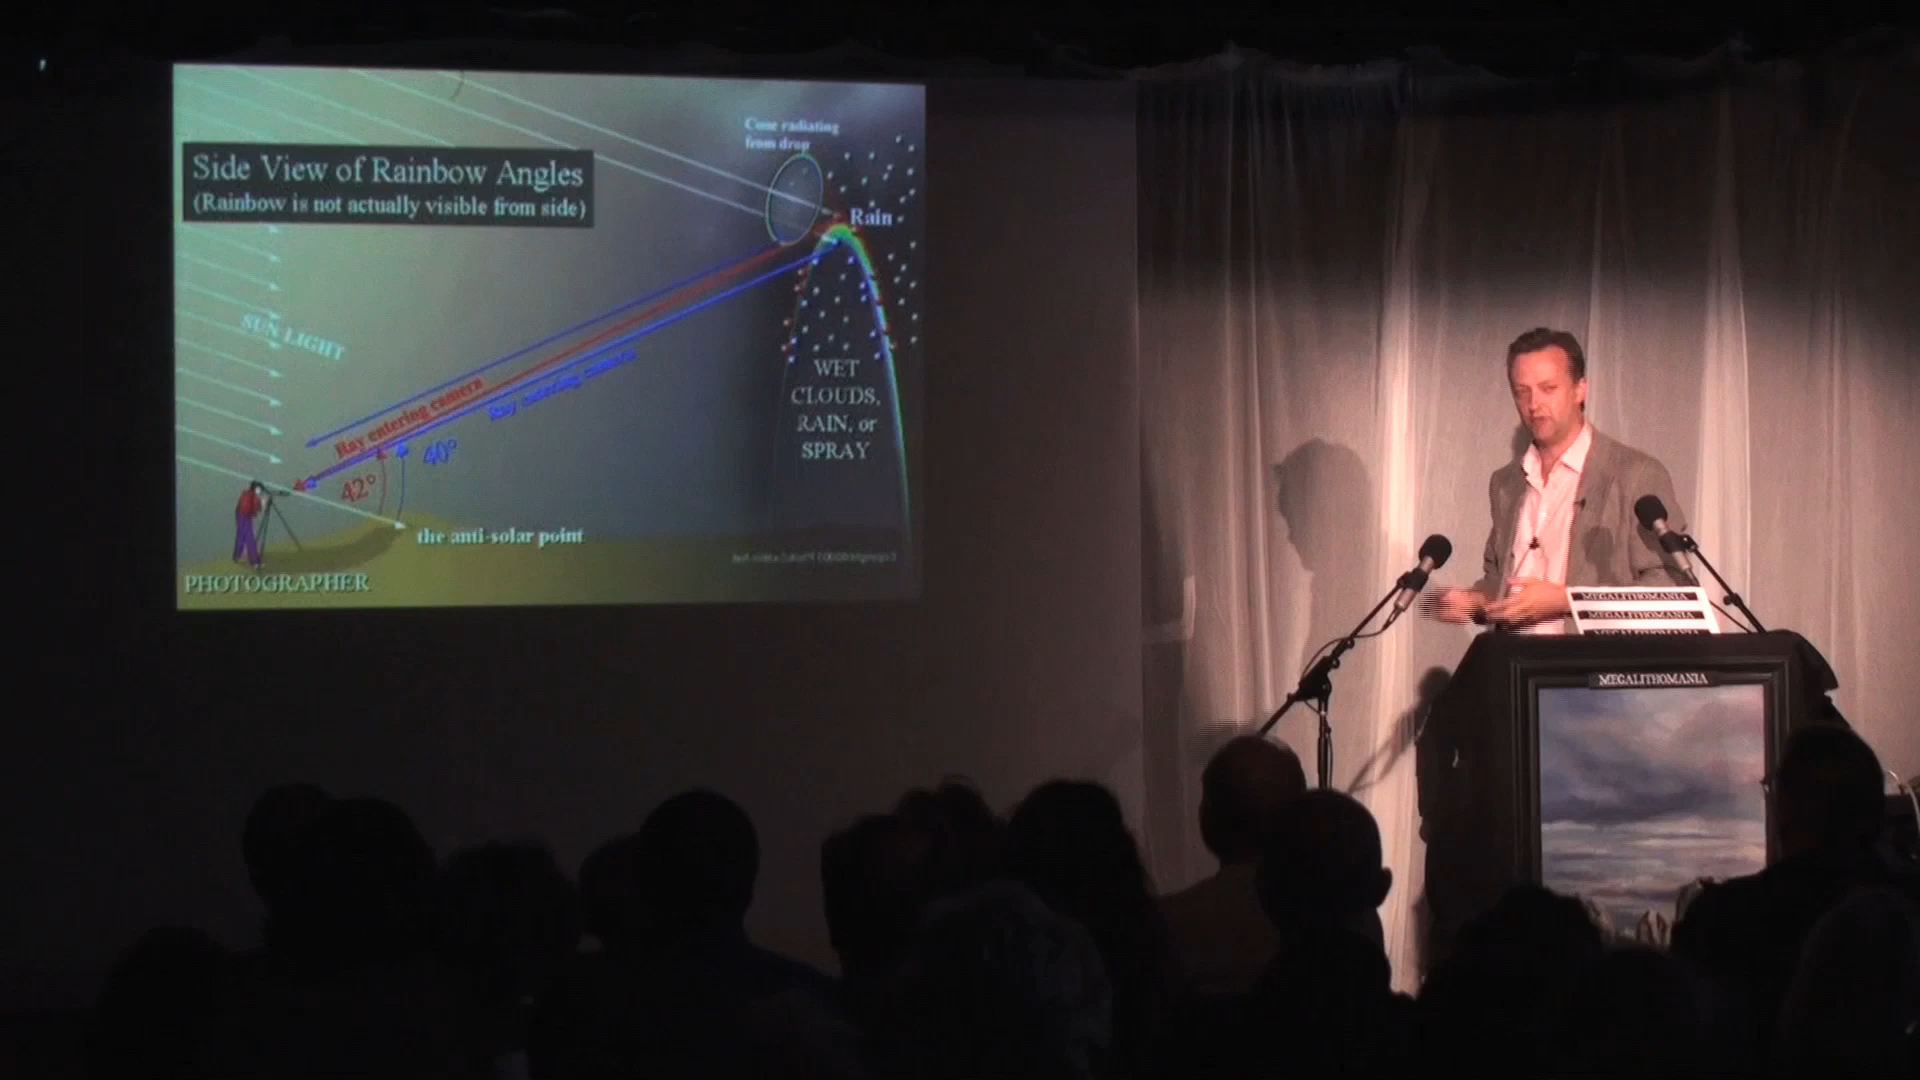 Cone radiating
from drop
Side View of Rainbow Angles
(Rainbow is not actually visible from side)
Rain
SUN LIGHT
WET
CLOUDS,
RAIN, or
SPRAY
Ray entering camera
Ray entering camera
40°
42°
the anti-solar point
PHOTOGRAPHER
MEGALITHOMANIA
MEGALITHOMANIA
MEGALITHOMANIA
MEGALITHOMANIA